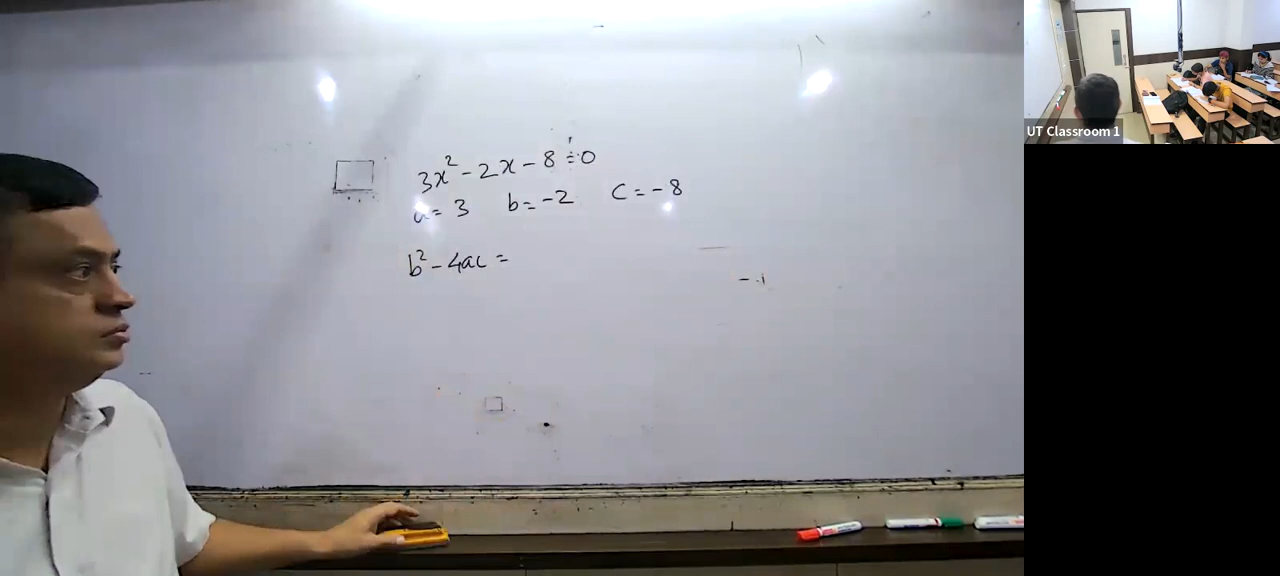 3x² - 2x - 8 = 0
a = 3 b = -2 c = -8
b² - 4ac =
UT Classroom 1